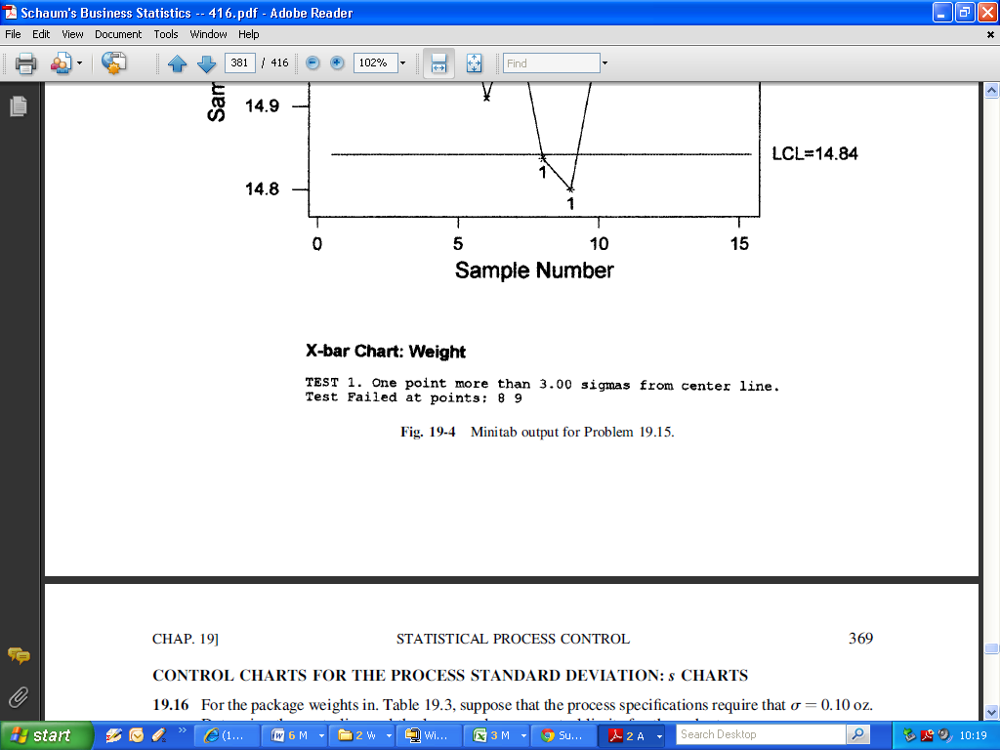 Schaum's Business Statistics -- 416.pdf - Adobe Reader
File Edit View Document Tools Window Help
381 / 416 102% Find
Sam
14.9
LCL=14.84
1
14.8
1
0 5 10 15
Sample Number
X-bar Chart: Weight
TEST 1. One point more than 3.00 sigmas from center line.
Test Failed at points: 8 9
Fig. 19-4 Minitab output for Problem 19.15.
CHAP. 19] STATISTICAL PROCESS CONTROL 369
CONTROL CHARTS FOR THE PROCESS STANDARD DEVIATION: s CHARTS
19.16 For the package weights in. Table 19.3, suppose that the process specifications require that σ = 0.10 oz.
start (1... 6 M 2 W Wi... 3 M Su... 2 A Search Desktop 10:19